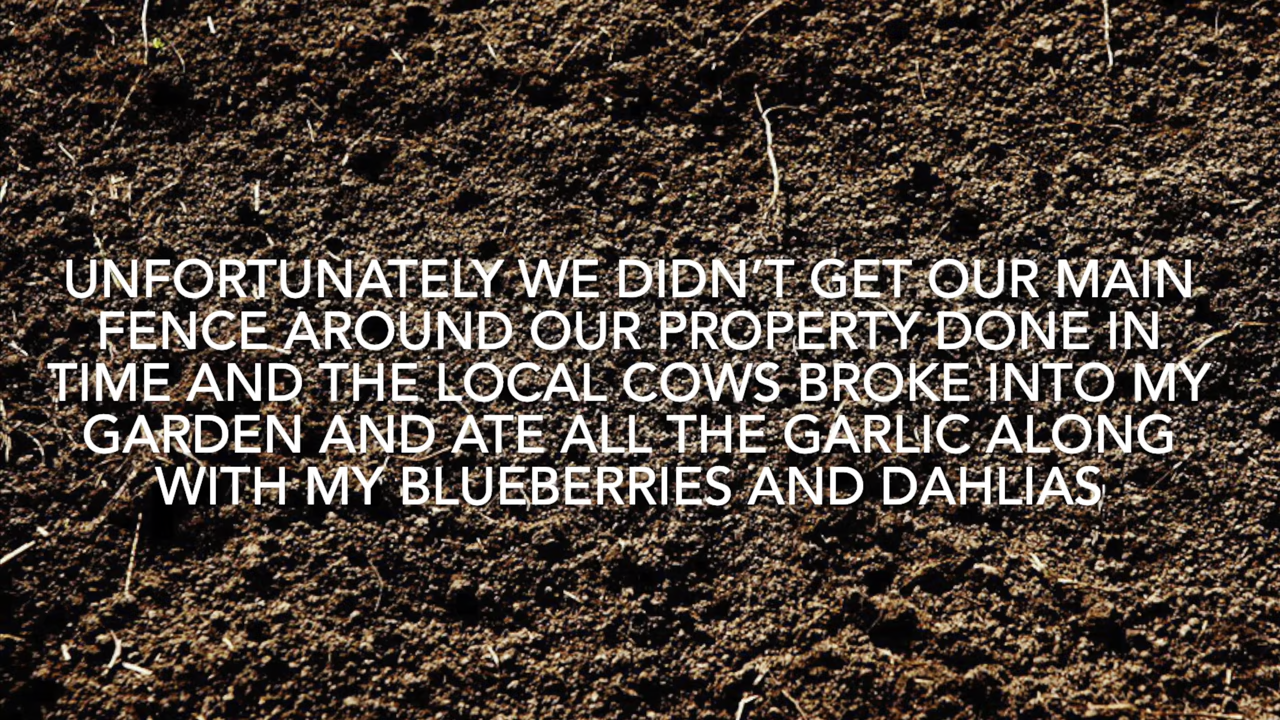 UNFORTUNATELY WE DIDN'T GET OUR MAIN
FENCE AROUND OUR PROPERTY DONE IN
TIME AND THE LOCAL COWS BROKE INTO MY
GARDEN AND ATE ALL THE GARLIC ALONG
WITH MY BLUEBERRIES AND DAHLIAS